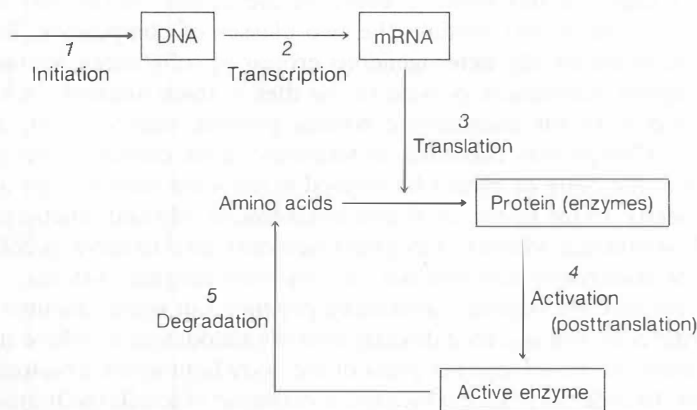 1
Initiation
DNA
2
Transcription
mRNA
3
Translation
Amino acids
Protein (enzymes)
4
Activation
(posttranslation)
5
Degradation
Active enzyme